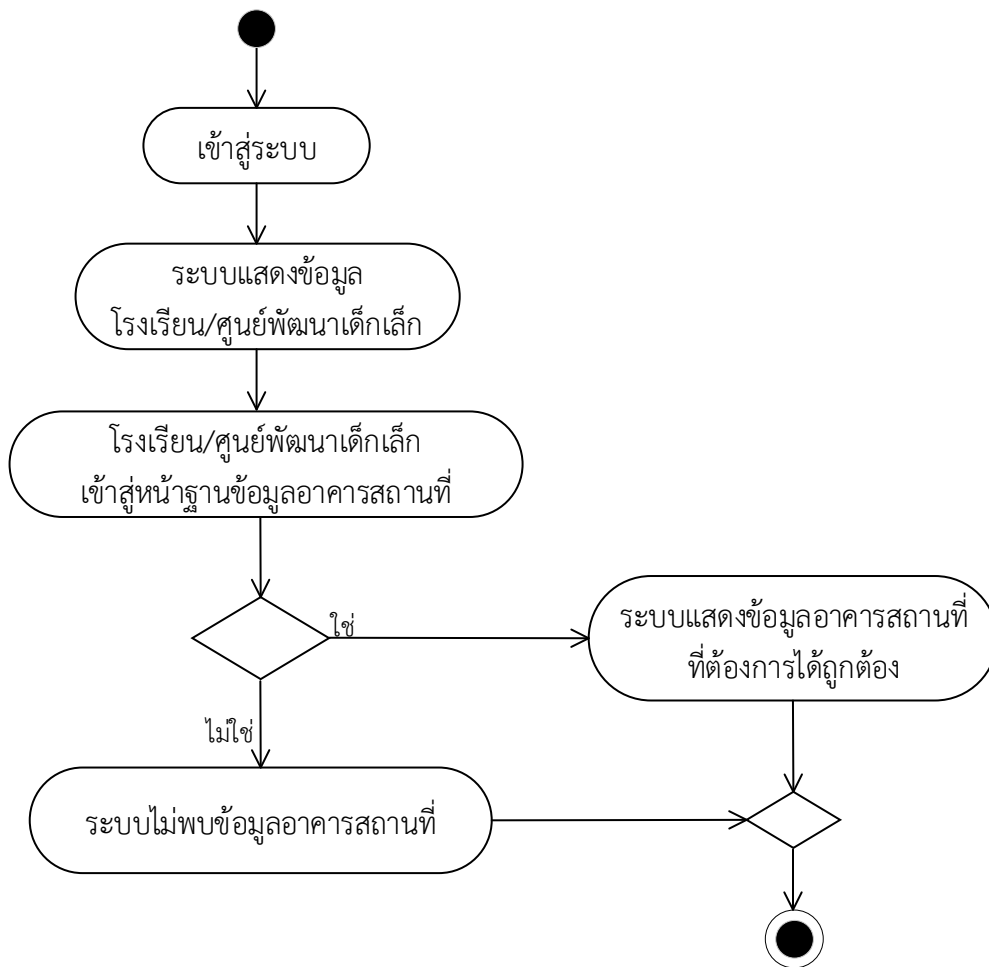 เข้าสู่ระบบ
ระบบแสดงข้อมูล
โรงเรียน/ศูนย์พัฒนาเด็กเล็ก
โรงเรียน/ศูนย์พัฒนาเด็กเล็ก
เข้าสู่หน้าฐานข้อมูลอาคารสถานที่
ใช่
ระบบแสดงข้อมูลอาคารสถานที่
ที่ต้องการได้ถูกต้อง
ไม่ใช่
ระบบไม่พบข้อมูลอาคารสถานที่